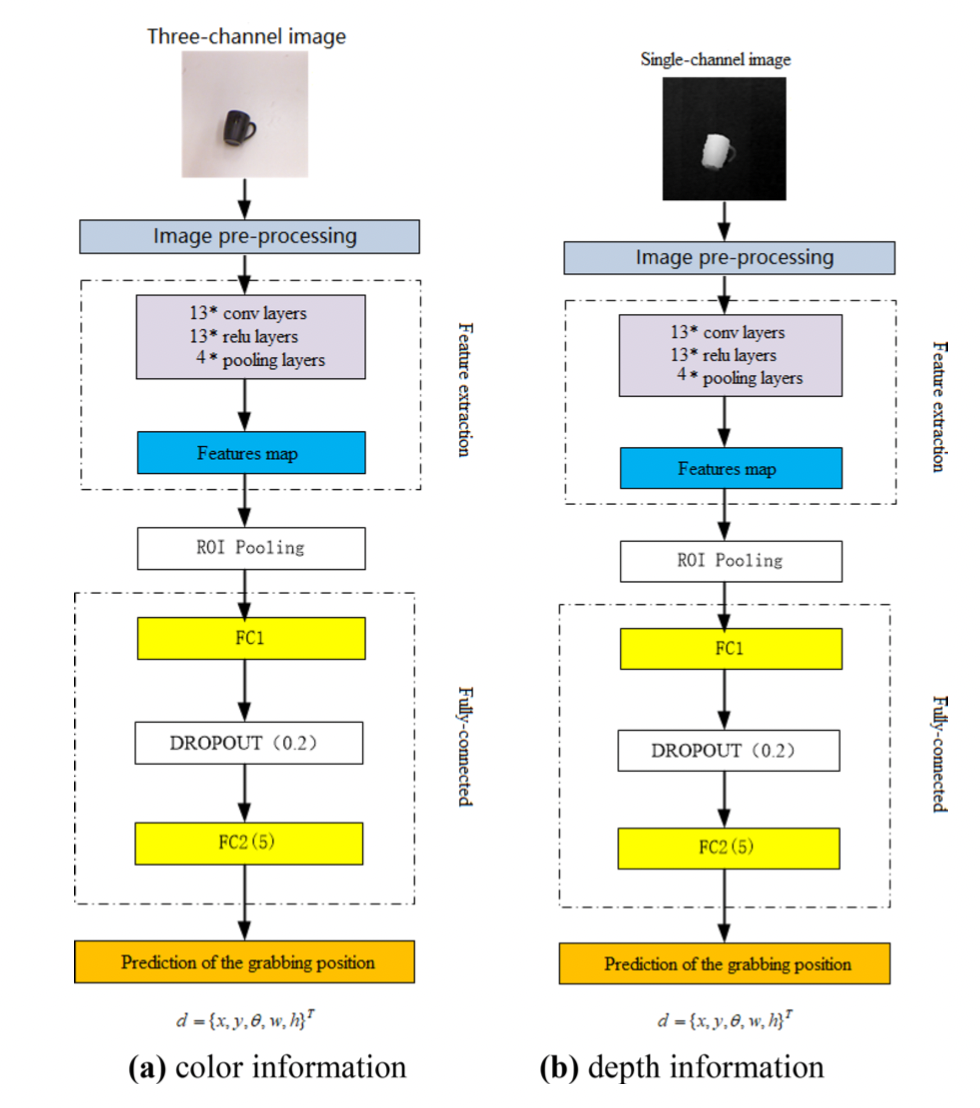 Three-channel image
Image pre-processing
13* conv layers
13* relu layers
4* pooling layers
Features map
Feature extraction
ROI Pooling
FC1
DROPOUT（0.2）
FC2(5)
Fully-connected
Prediction of the grabbing position
d = {x, y, θ, w, h}^T
(a) color information
Single-channel image
Image pre-processing
13* conv layers
13* relu layers
4* pooling layers
Features map
Feature extraction
ROI Pooling
FC1
DROPOUT（0.2）
FC2(5)
Fully-connected
Prediction of the grabbing position
d = {x, y, θ, w, h}^T
(b) depth information